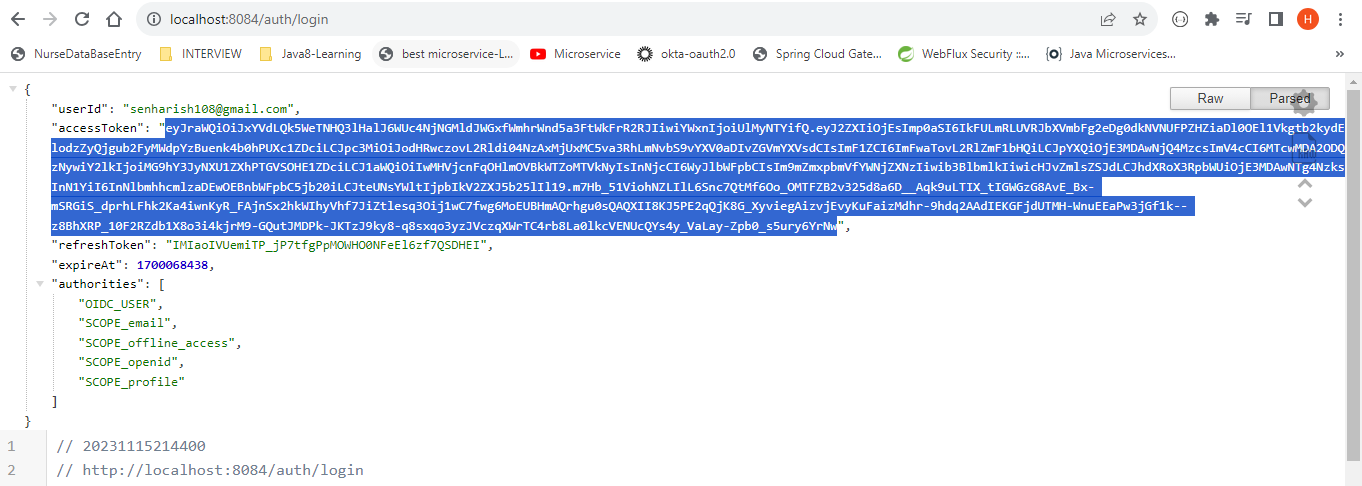 localhost:8084/auth/login
H
NurseDataBaseEntry INTERVIEW Java8-Learning best microservice-L... Microservice okta-oauth2.0 Spring Cloud Gate... WebFlux Security ::... Java Microservices... »
{
Raw Parsed
"userId": "senharish108@gmail.com",
"accessToken": "eyJraWQiOiJxYVdLQk5WeTNHQ3lHalJ6WUc4NjNGMldJWGxfWmhrWnd5a3FtWkFrR2RJIiwiYWxnIjoiUlMyNTYifQ.eyJ2ZXIiOjEsImp0aSI6IkFULmRLUVRJbXVmbFg2eDg0dkNVNUFPZHZiaDl0OEl1Vkgtb2kydE
lodzZyQjgub2FyMWdpYzBuenk4b0hPUXc1ZDciLCJpc3MiOiJodHRwczovL2Rldi04NzAxMjUxMC5va3RhLmNvbS9vYXV0aDIvZGVmYXVsdCIsImF1ZCI6ImFwaTovL2RlZmF1bHQiLCJpYXQiOjE3MDAwNjQ4MzcsImV4cCI6MTcwMDA2ODQ
zNywiY2lkIjoiMG9hY3JyNXU1ZXhPTGVSOHE1ZDciLCJ1aWQiOiIwMHVjcnFqOHlmOVBkWTZoMTVkNyIsInNjcCI6WyJlbWFpbCIsIm9mZmxpbmVfYWNjZXNzIiwib3BlbmlkIiwicHJvZmlsZSJdLCJhdXRoX3RpbWUiOjE3MDAwNTg4Nzks
InN1YiI6InNlbmhhcmlzaDEwOEBnbWFpbC5jb20iLCJteUNsYWltIjpbIkV2ZXJ5b25lIl19.m7Hb_51ViohNZLIlL6Snc7QtMf6Oo_OMTFZB2v325d8a6D__Aqk9uLTIX_tIGWGzG8AvE_Bx-
mSRGiS_dprhLFhk2Ka4iwnKyR_FAjnSx2hkWIhyVhf7JiZtlesq3Oij1wC7fwg6MoEUBHmAQrhgu0sQAQXII8KJ5PE2qQjK8G_XyviegAizvjEvyKuFaizMdhr-9hdq2AAdIEKGFjdUTMH-WnuEEaPw3jGf1k--
z8BhXRP_10F2RZdb1X8o3i4kjrM9-GQutJMDPk-JKTzJ9ky8-q8sxqo3yzJVczqXWrTC4rb8La0lkcVENUcQYs4y_VaLay-Zpb0_s5ury6YrNw",
"refreshToken": "IMIaoIVUemiTP_jP7tfgPpMOWHO0NFeEl6zf7QSDHEI",
"expireAt": 1700068438,
"authorities": [
"OIDC_USER",
"SCOPE_email",
"SCOPE_offline_access",
"SCOPE_openid",
"SCOPE_profile"
]
}
1 // 20231115214400
2 // http://localhost:8084/auth/login